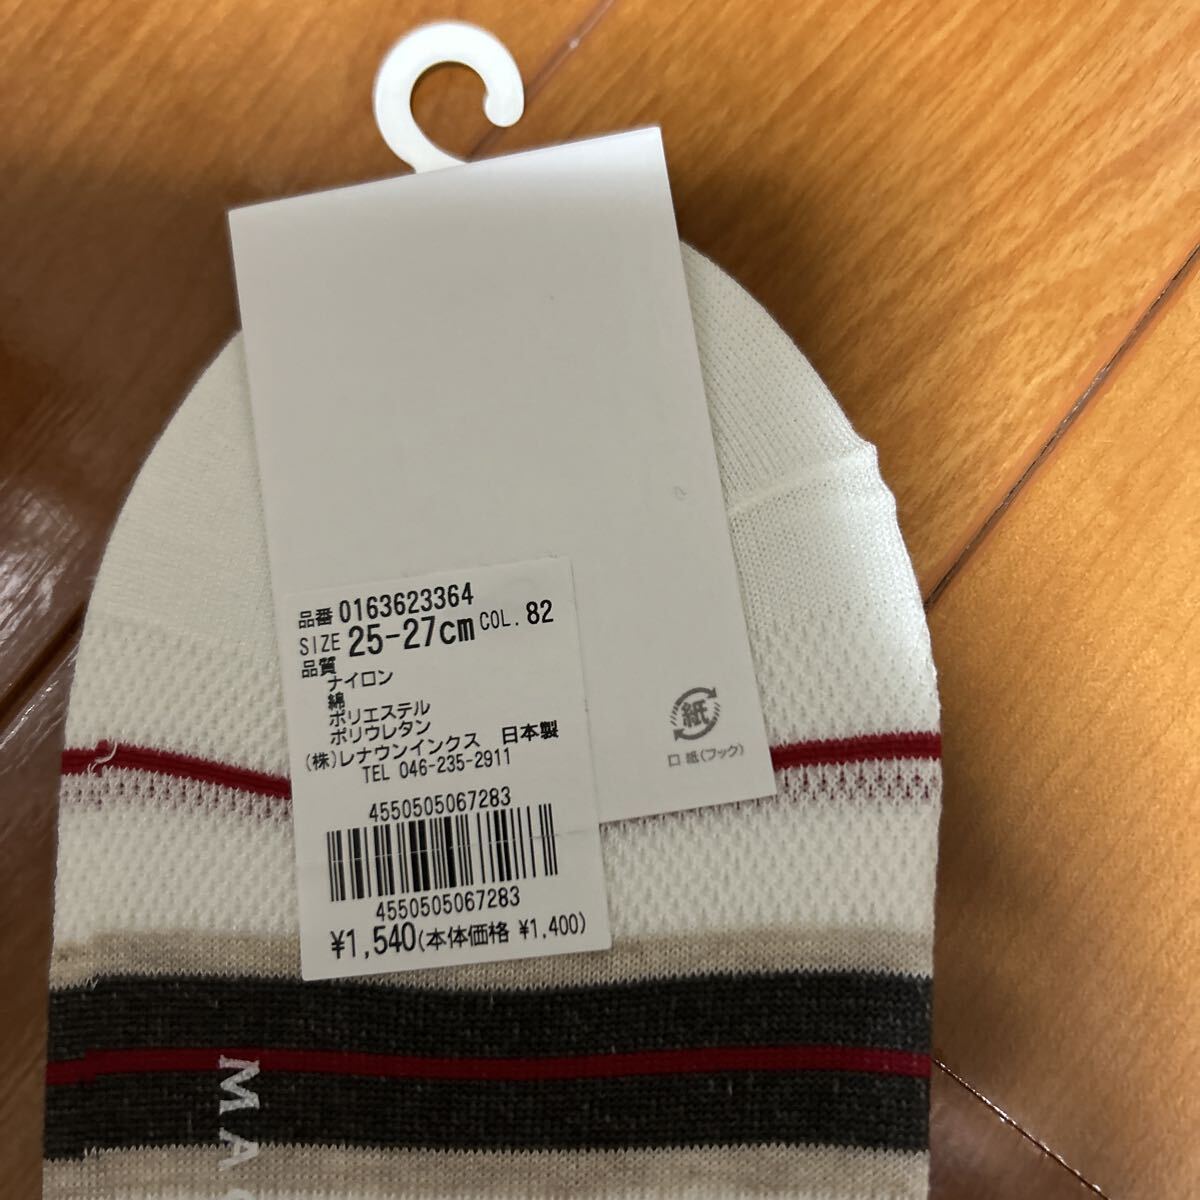 品番 0163623364
SIZE 25-27cm COL. 82
品質
ナイロン
綿
ポリエステル
ポリウレタン
(株)レナウンインクス 日本製
TEL 046-235-2911
4550505067283
4550505067283
¥1,540(本体価格 ¥1,400)
紙
口紙(フック)
MA